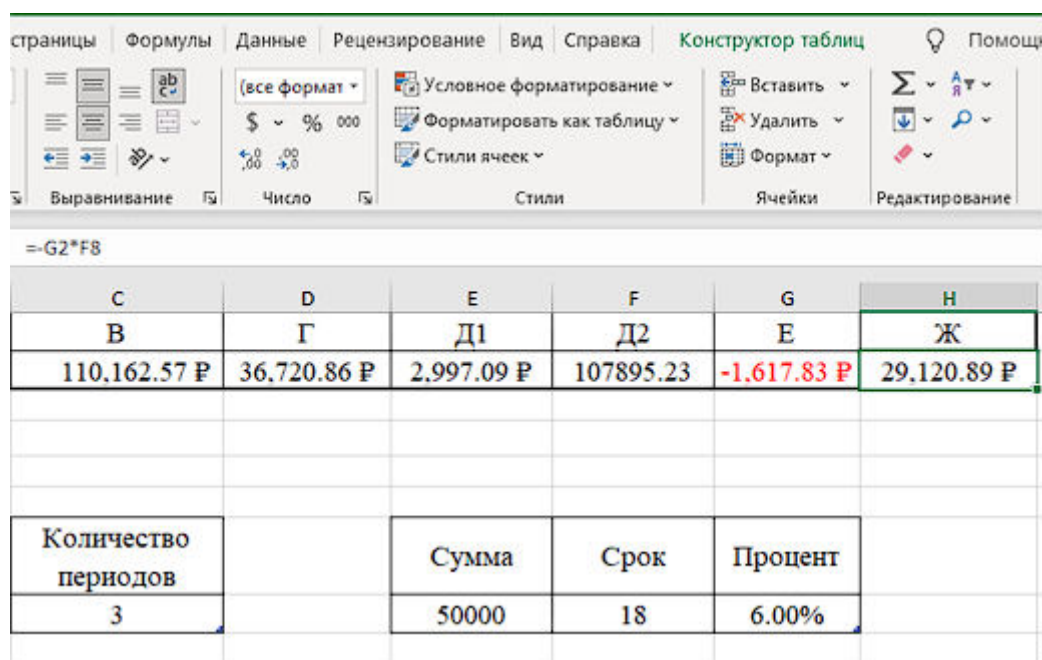 страницы Формулы Данные Рецензирование Вид Справка Конструктор таблиц Помощ
(все формат Условное форматирование Вставить
$ % 000 Форматировать как таблицу Удалить
Стили ячеек Формат
Выравнивание Число Стили Ячейки Редактирование
=-G2*F8
C D E F G H
В Г Д1 Д2 Е Ж
110,162.57 ₽ 36,720.86 ₽ 2,997.09 ₽ 107895.23 -1,617.83 ₽ 29,120.89 ₽
Количество
периодов Сумма Срок Процент
3 50000 18 6.00%